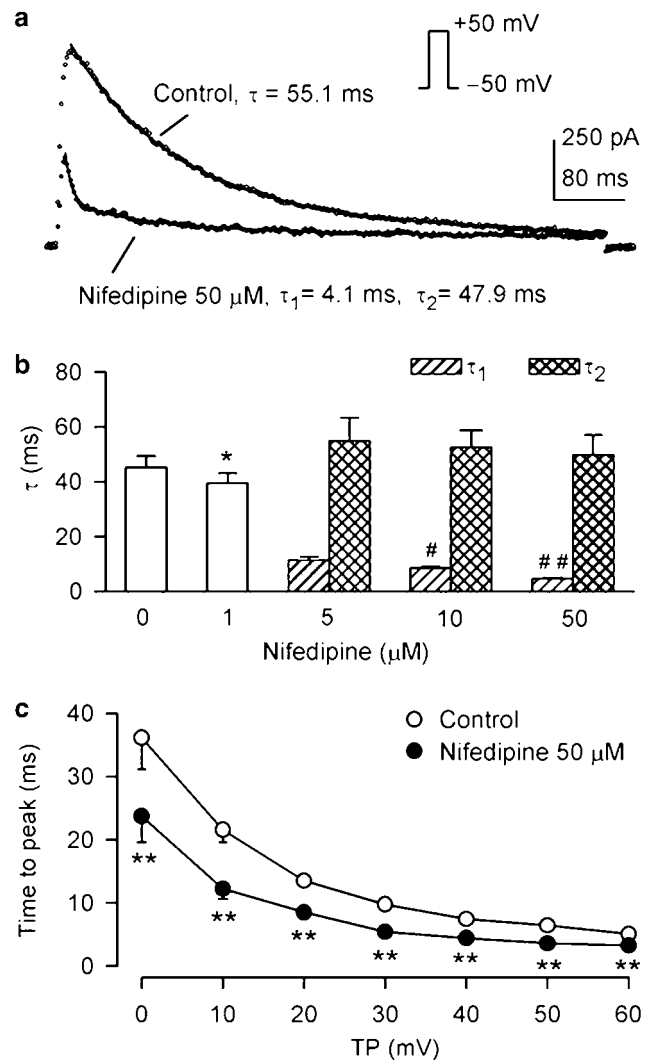 a
+50 mV
−50 mV
Control, τ = 55.1 ms
250 pA
80 ms
Nifedipine 50 μM, τ1= 4.1 ms, τ2= 47.9 ms
b
80
60
40
20
0
τ (ms)
τ1
τ2
*
#
# #
0 1 5 10 50
Nifedipine (μM)
c
40
30
20
10
0
Time to peak (ms)
Control
Nifedipine 50 μM
** ** ** ** ** ** **
0 10 20 30 40 50 60
TP (mV)